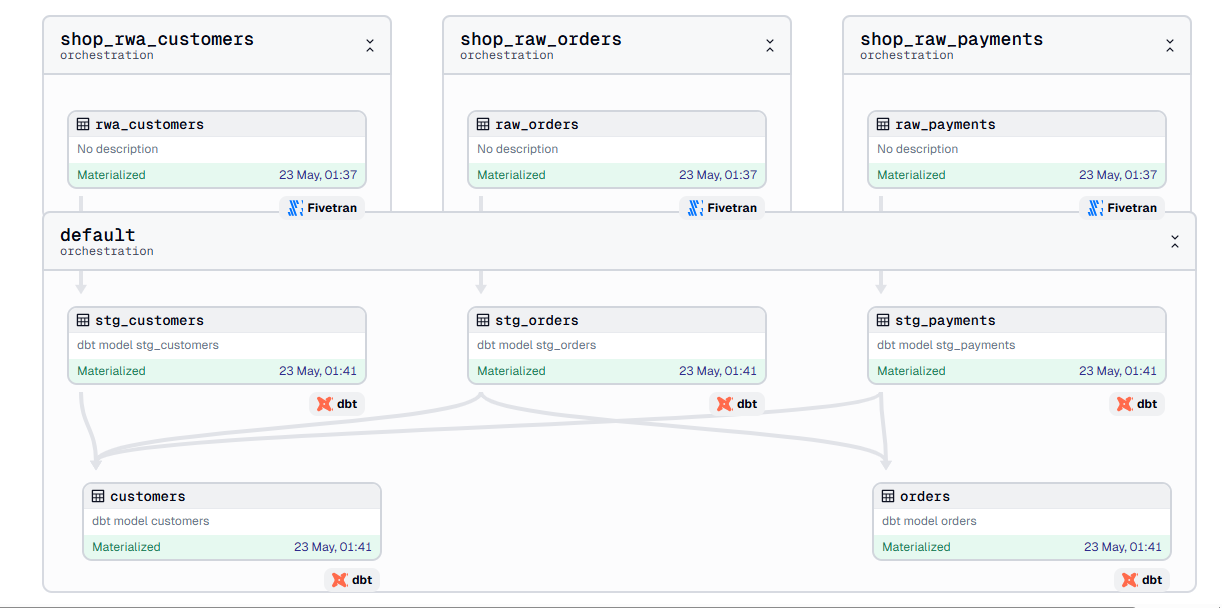 shop_rwa_customers
orchestration
shop_raw_orders
orchestration
shop_raw_payments
orchestration
rwa_customers
No description
Materialized 23 May, 01:37
Fivetran
raw_orders
No description
Materialized 23 May, 01:37
Fivetran
raw_payments
No description
Materialized 23 May, 01:37
Fivetran
default
orchestration
stg_customers
dbt model stg_customers
Materialized 23 May, 01:41
dbt
stg_orders
dbt model stg_orders
Materialized 23 May, 01:41
dbt
stg_payments
dbt model stg_payments
Materialized 23 May, 01:41
dbt
customers
dbt model customers
Materialized 23 May, 01:41
dbt
orders
dbt model orders
Materialized 23 May, 01:41
dbt